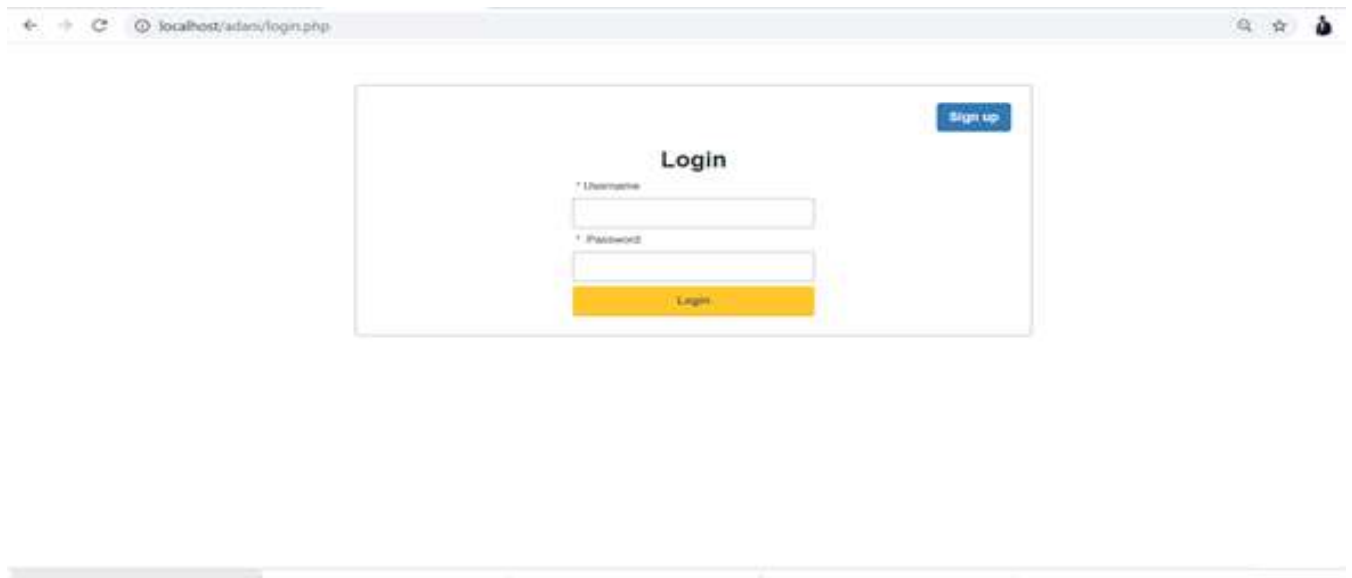 localhost/adani/login.php
Sign up
Login
* Username
* Password
Login